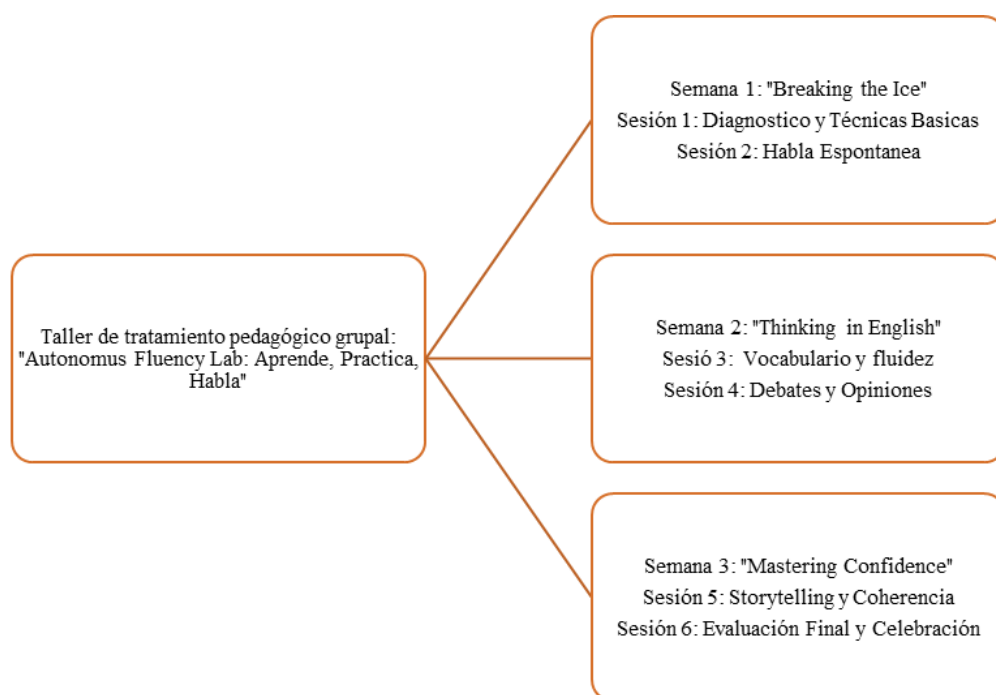 Taller de tratamiento pedagógico grupal:
"Autonomus Fluency Lab: Aprende, Practica,
Habla"
Semana 1: "Breaking the Ice"
Sesión 1: Diagnostico y Técnicas Basicas
Sesión 2: Habla Espontanea
Semana 2: "Thinking in English"
Sesió 3: Vocabulario y fluidez
Sesión 4: Debates y Opiniones
Semana 3: "Mastering Confidence"
Sesión 5: Storytelling y Coherencia
Sesión 6: Evaluación Final y Celebración